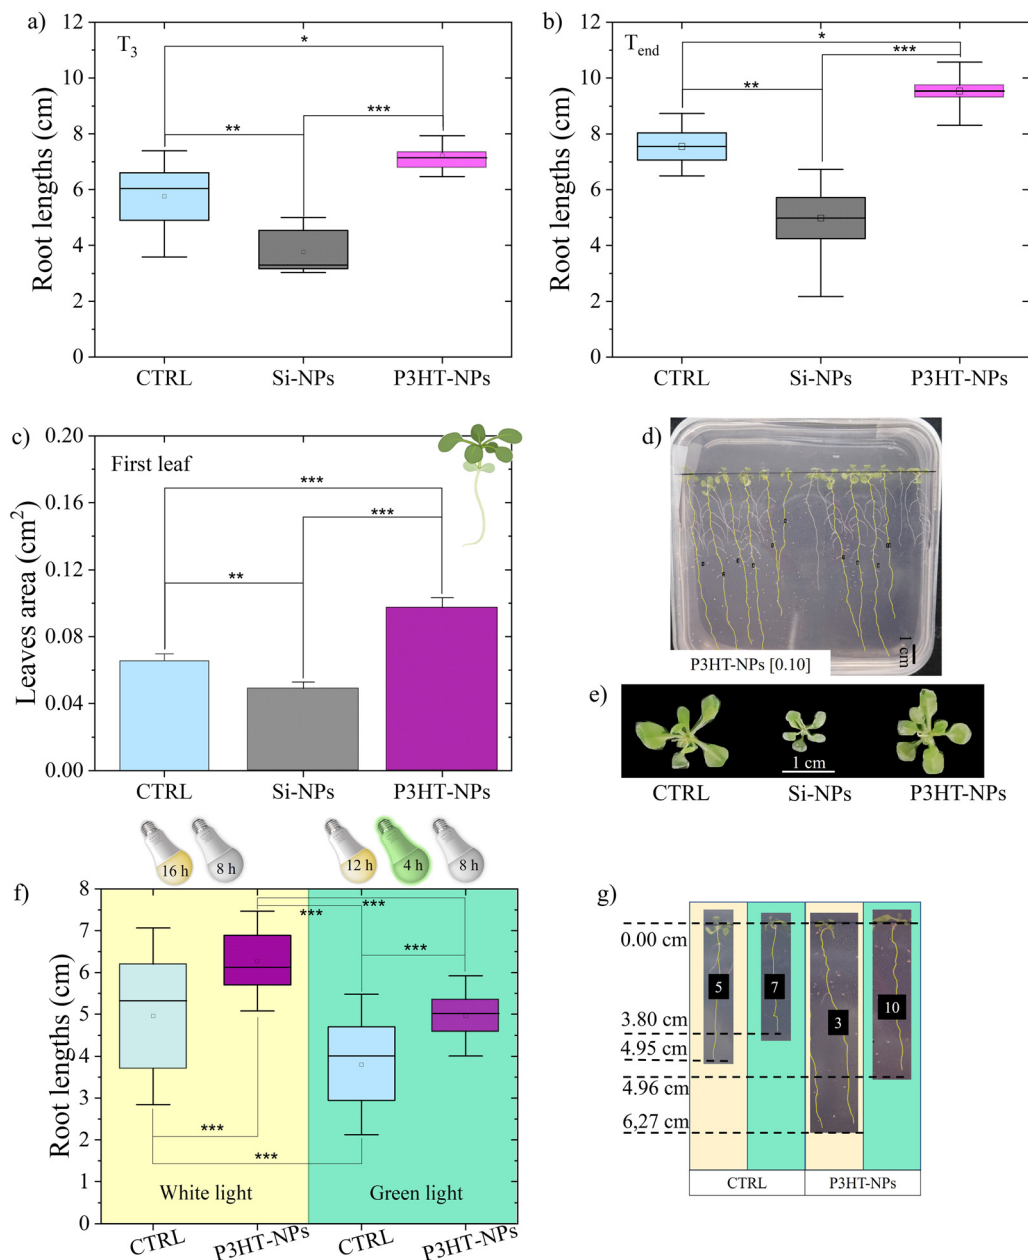 a)
T3
12
10
8
6
4
2
0
Root lengths (cm)
*
**
***
CTRL
Si-NPs
P3HT-NPs
b)
Tend
12
10
8
6
4
2
0
Root lengths (cm)
*
**
***
CTRL
Si-NPs
P3HT-NPs
c)
First leaf
0.20
0.16
0.12
0.08
0.04
0.00
Leaves area (cm2)
***
***
**
CTRL
Si-NPs
P3HT-NPs
d)
1 cm
P3HT-NPs [0.10]
e)
1 cm
CTRL
Si-NPs
P3HT-NPs
16 h
8 h
12 h
4 h
8 h
f)
8
7
6
5
4
3
2
1
0
Root lengths (cm)
***
***
***
***
***
White light
Green light
CTRL
P3HT-NPs
CTRL
P3HT-NPs
g)
0.00 cm
3.80 cm
4.95 cm
4.96 cm
6,27 cm
5
7
3
10
CTRL
P3HT-NPs